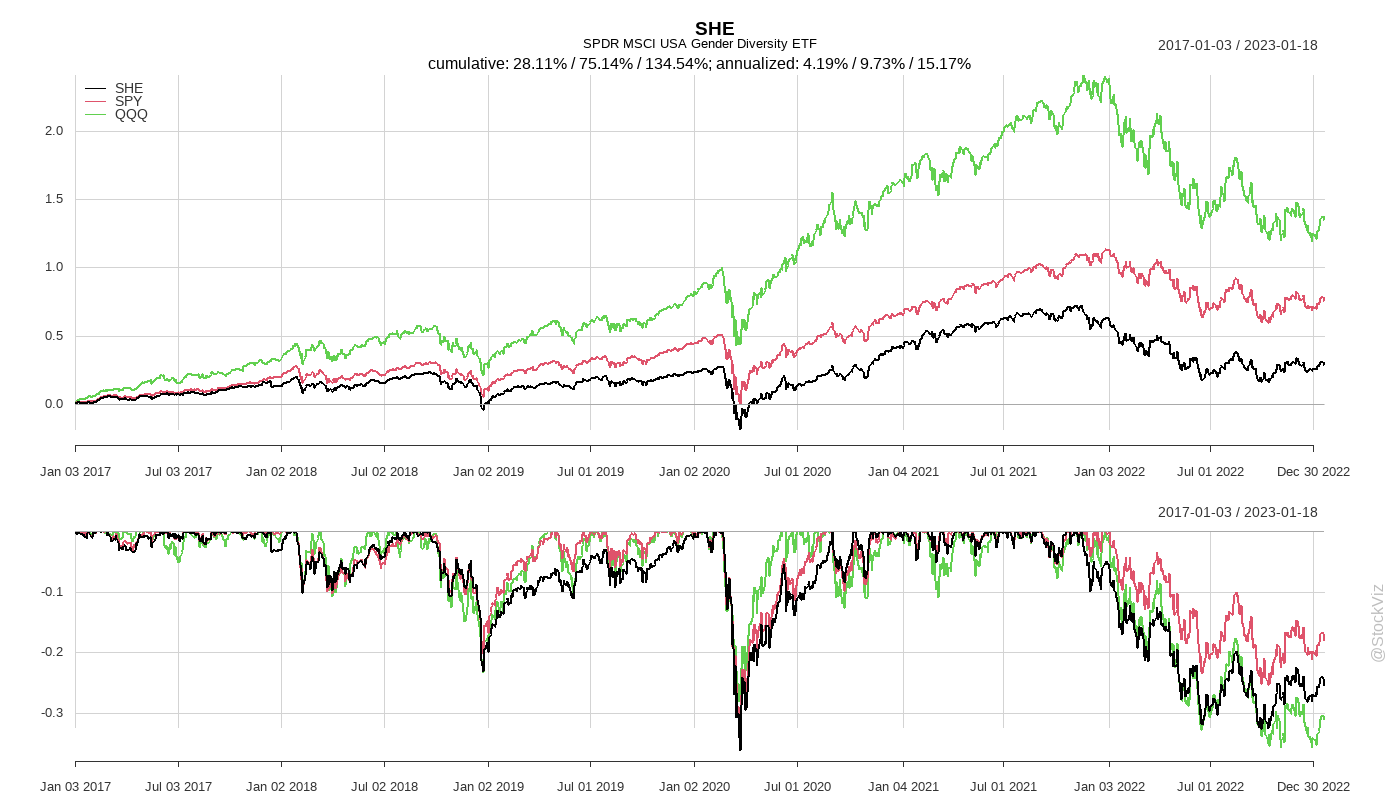 SHE
SPDR MSCI USA Gender Diversity ETF
2017-01-03 / 2023-01-18
cumulative: 28.11% / 75.14% / 134.54%; annualized: 4.19% / 9.73% / 15.17%
SHE
SPY
QQQ
2.0
1.5
1.0
0.5
0.0
Jan 03 2017 Jul 03 2017 Jan 02 2018 Jul 02 2018 Jan 02 2019 Jul 01 2019 Jan 02 2020 Jul 01 2020 Jan 04 2021 Jul 01 2021 Jan 03 2022 Jul 01 2022 Dec 30 2022
2017-01-03 / 2023-01-18
-0.1
-0.2
-0.3
Jan 03 2017 Jul 03 2017 Jan 02 2018 Jul 02 2018 Jan 02 2019 Jul 01 2019 Jan 02 2020 Jul 01 2020 Jan 04 2021 Jul 01 2021 Jan 03 2022 Jul 01 2022 Dec 30 2022
@StockViz